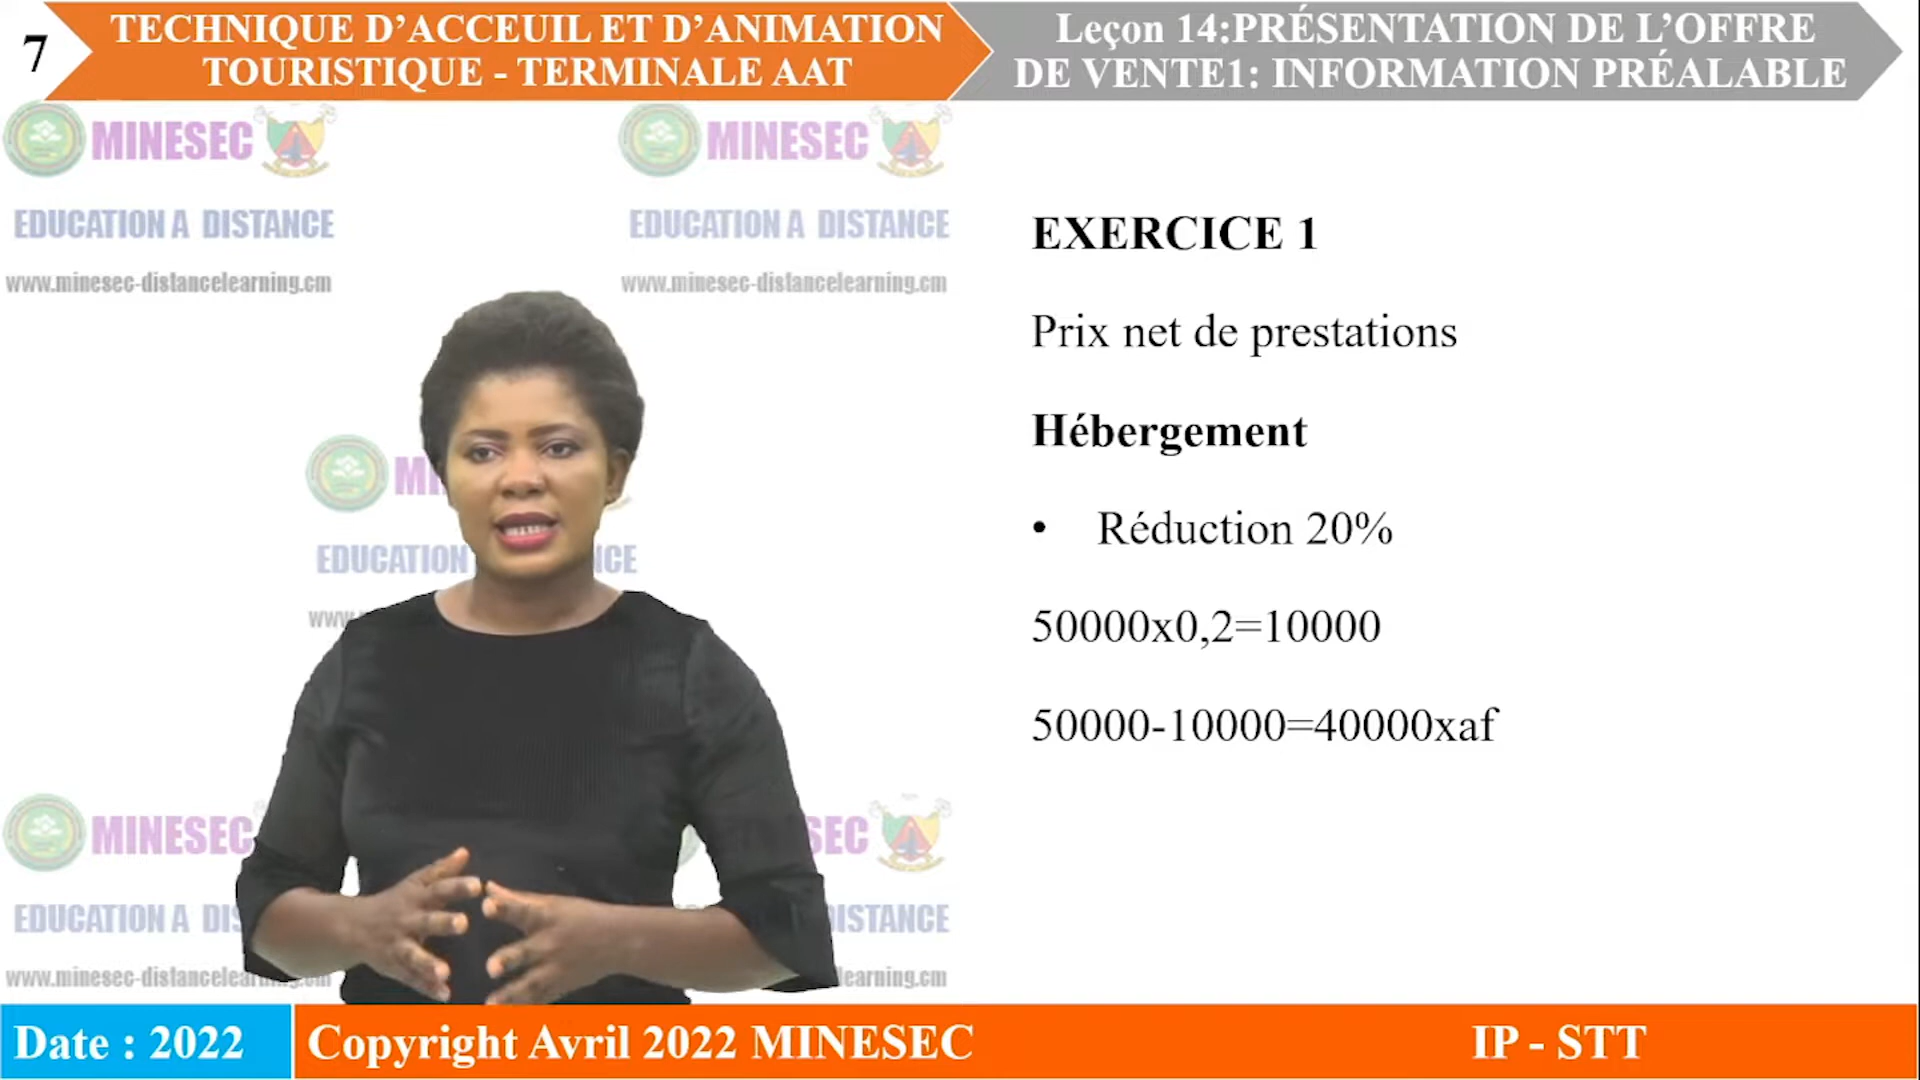 7
TECHNIQUE D’ACCEUIL ET D’ANIMATION
TOURISTIQUE - TERMINALE AAT
Leçon 14:PRÉSENTATION DE L’OFFRE
DE VENTE1: INFORMATION PRÉALABLE
MINESEC
EDUCATION A DISTANCE
www.minesec-distancelearning.cm
MINESEC
EDUCATION A DISTANCE
www.minesec-distancelearning.cm
EXERCICE 1
Prix net de prestations
Hébergement
• Réduction 20%
50000x0,2=10000
50000-10000=40000xaf
EDUCATION
MINESEC
EDUCATION A
Date : 2022
Copyright Avril 2022 MINESEC
IP - STT